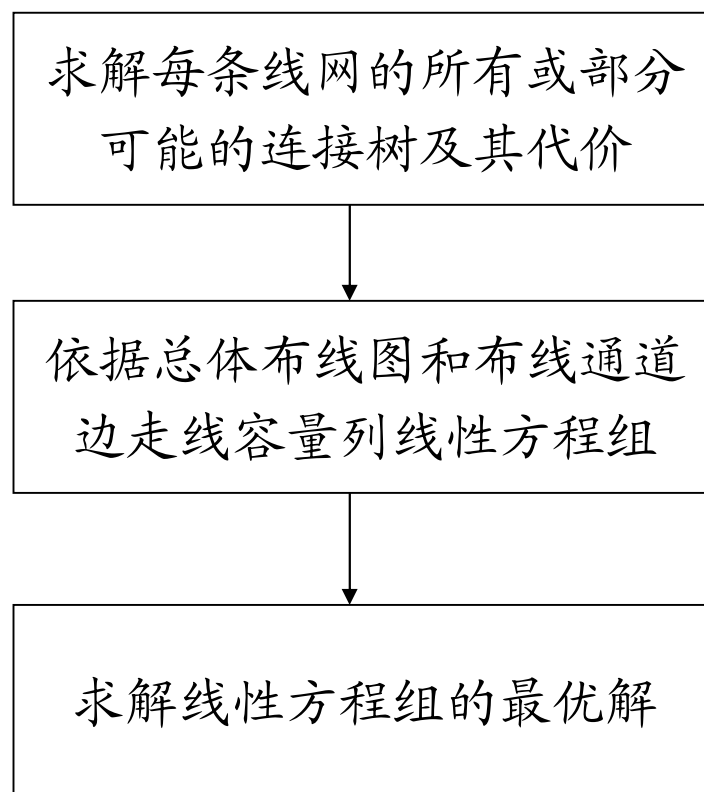 求解每条线网的所有或部分
可能的连接树及其代价
依据总体布线图和布线通道
边走线容量列线性方程组
求解线性方程组的最优解